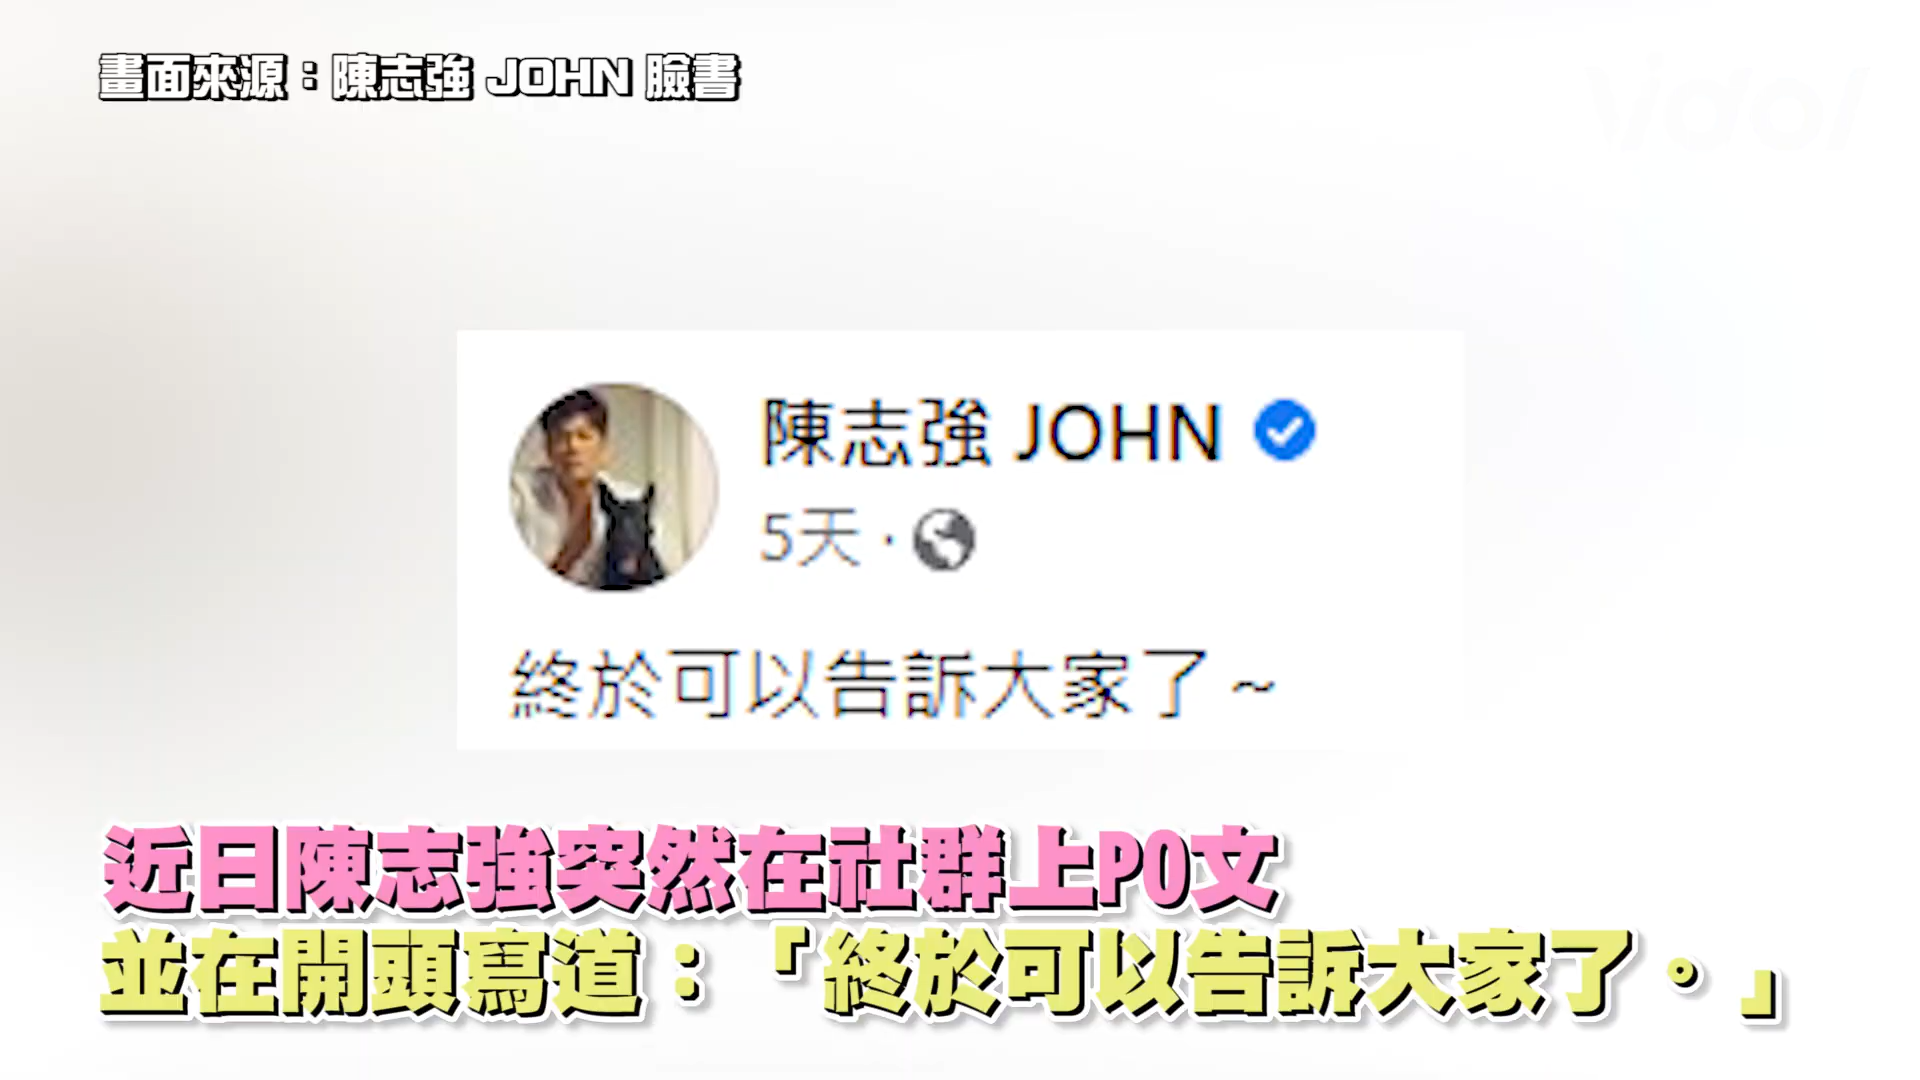 畫面來源：陳志強 JOHN 臉書
Vidol
陳志強 JOHN
5天 ·
終於可以告訴大家了～
近日陳志強突然在社群上PO文
並在開頭寫道：「終於可以告訴大家了。」